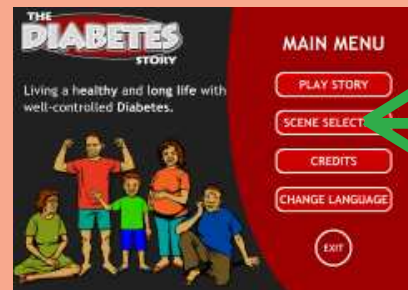 THE
DIABETES
STORY
Living a healthy and long life with
well-controlled Diabetes.
MAIN MENU
PLAY STORY
SCENE SELECT
CREDITS
CHANGE LANGUAGE
EXIT